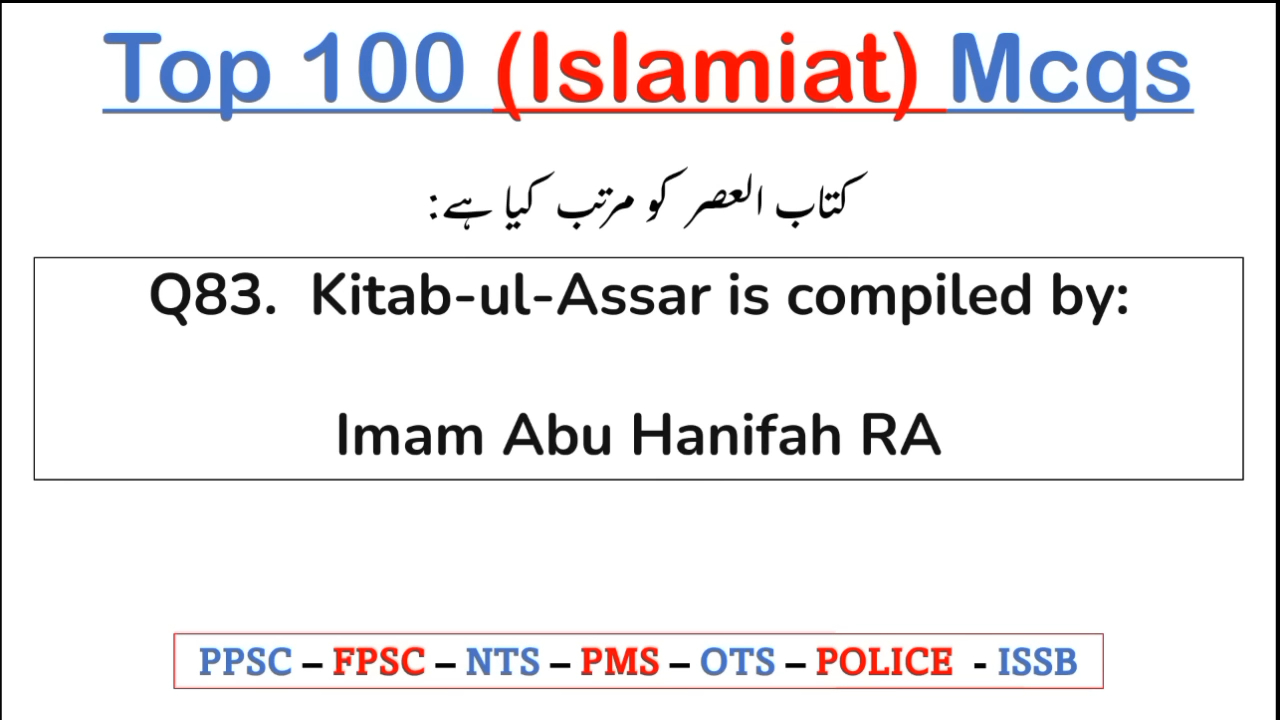 Top 100 (Islamiat) Mcqs
کتاب العصر کو مرتب کیا ہے:
Q83. Kitab-ul-Assar is compiled by:
Imam Abu Hanifah RA
PPSC – FPSC – NTS – PMS – OTS – POLICE - ISSB